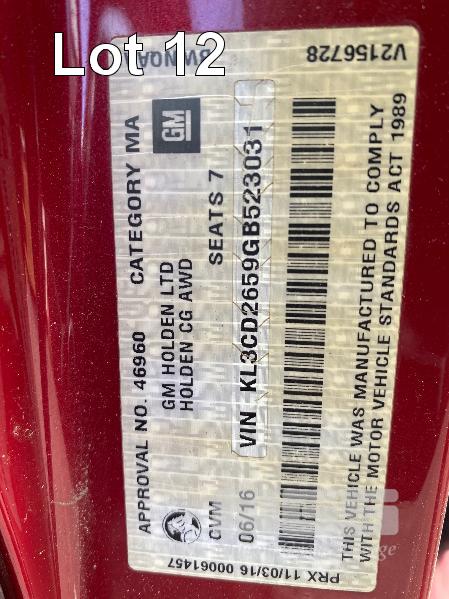 Lot 12
V2156728
APPROVAL NO. 46960 CATEGORY MA
GM HOLDEN LTD
HOLDEN CG AWD
GM
SEATS 7
VIN KL3CD2659GB523031
GVM
06/16
THIS VEHICLE WAS MANUFACTURED TO COMPLY
WITH THE MOTOR VEHICLE STANDARDS ACT 1989
PRX 11/03/16 00061457